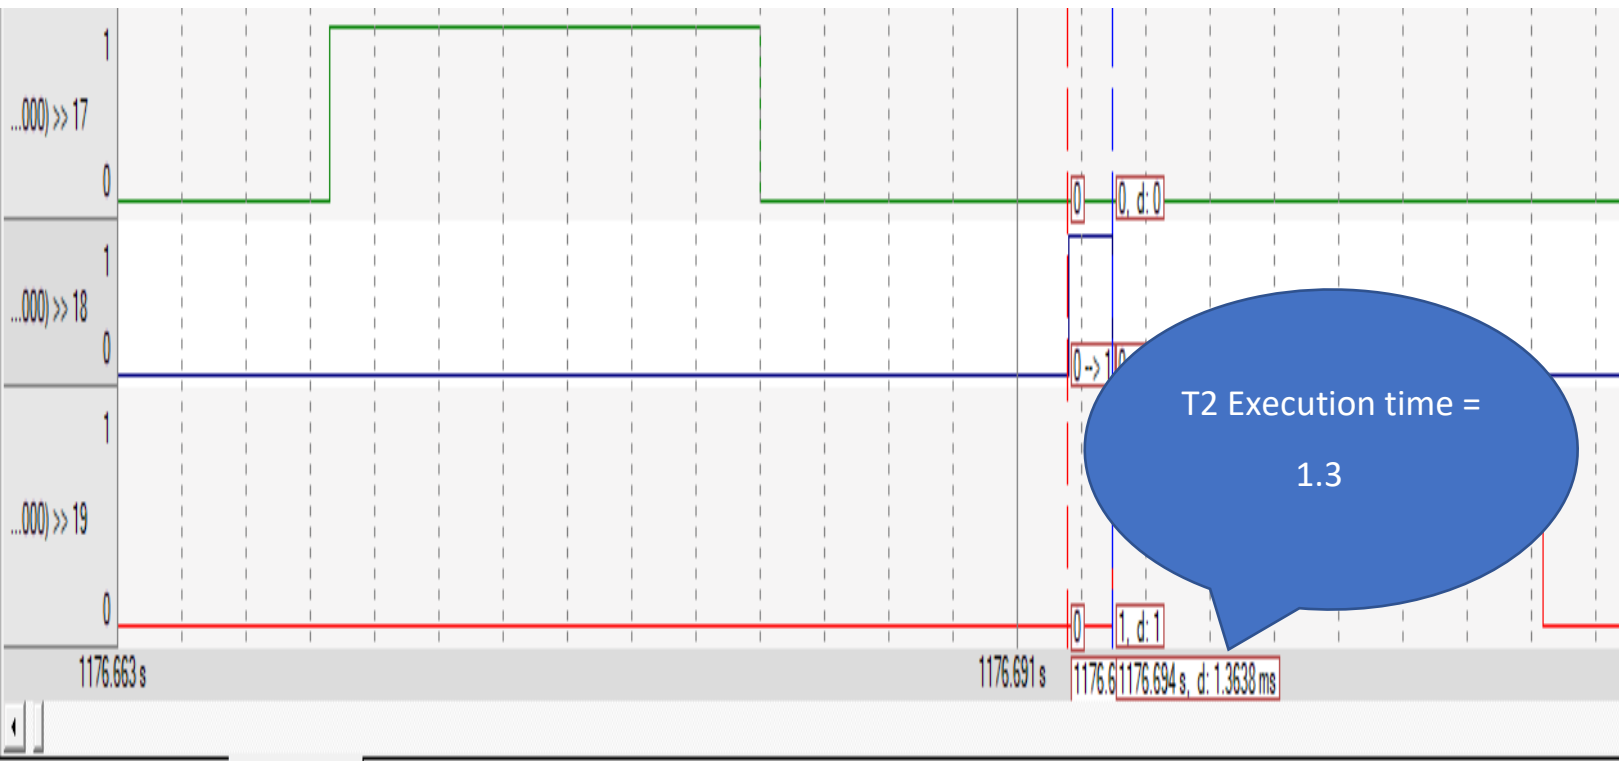 1
...000) >> 17
0
0
0, d: 0
1
...000) >> 18
0
0 --> 1
T2 Execution time =
1.3
1
...000) >> 19
0
0
1, d: 1
1176.663 s
1176.691 s
1176.6
1176.694 s, d: 1.3638 ms